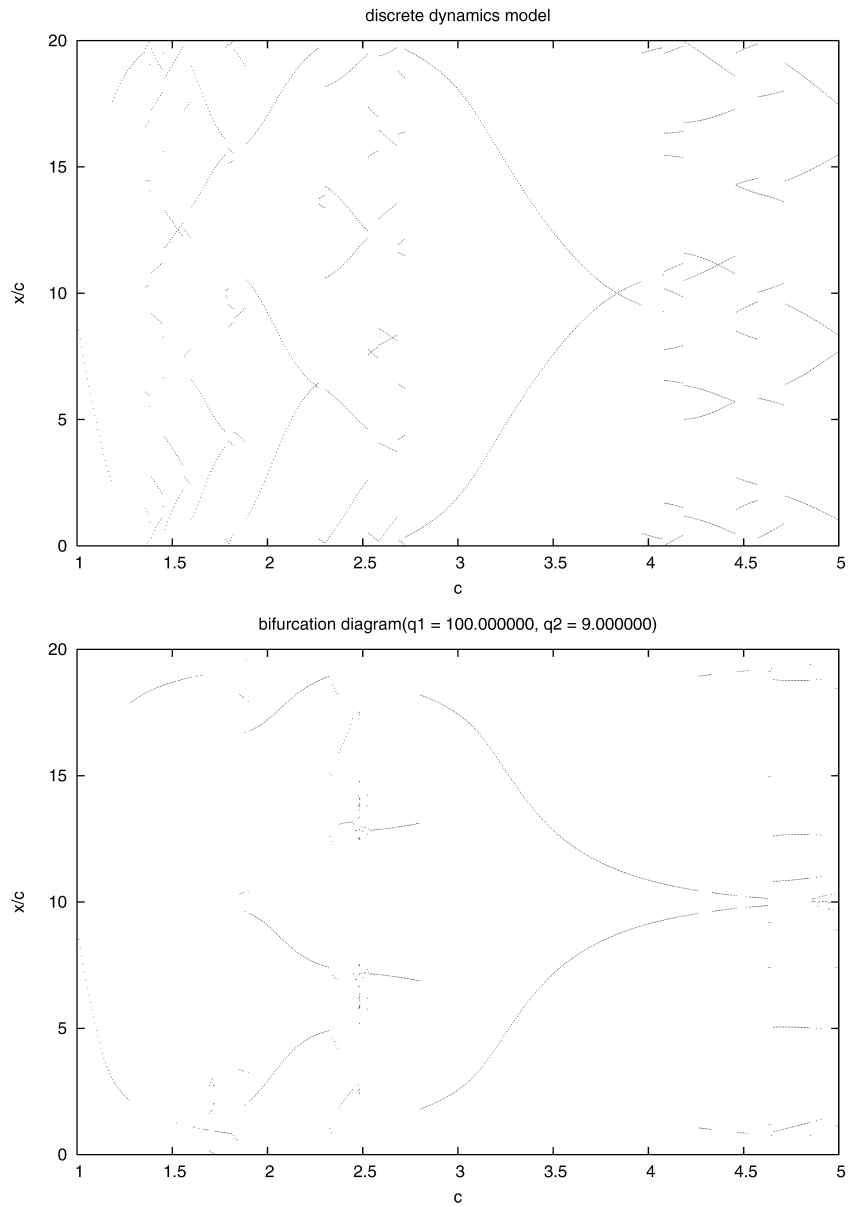 discrete dynamics model
20
15
x/c
10
5
0
1 1.5 2 2.5 3 3.5 4 4.5 5
c
bifurcation diagram(q1 = 100.000000, q2 = 9.000000)
20
15
x/c
10
5
0
1 1.5 2 2.5 3 3.5 4 4.5 5
c